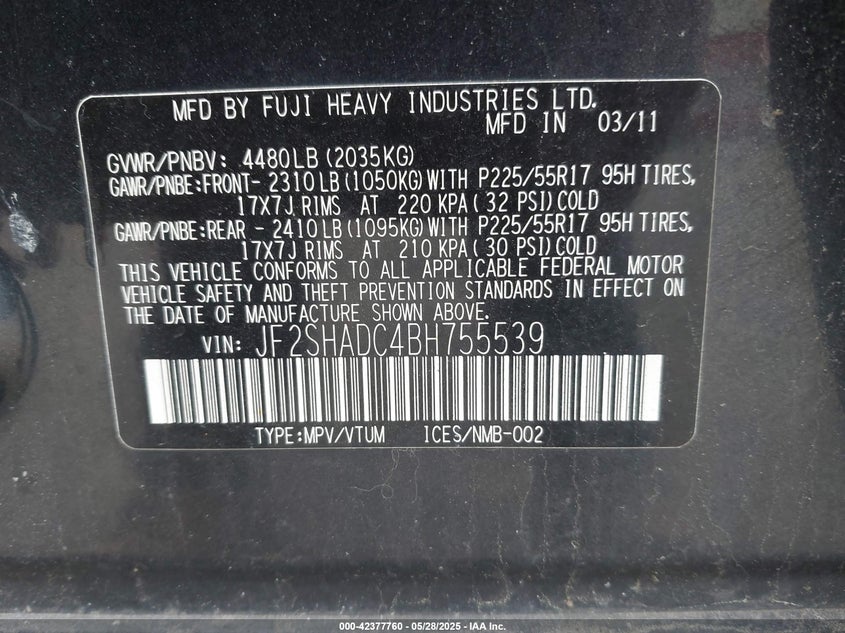 MFD BY FUJI HEAVY INDUSTRIES LTD.
MFD IN 03/11
GVWR/PNBV: 4480LB (2035KG)
GAWR/PNBE:FRONT- 2310 LB (1050KG) WITH P225/55R17 95H TIRES,
17X7J RIMS AT 220 KPA ( 32 PSI) COLD
GAWR/PNBE:REAR - 2410 LB (1095KG) WITH P225/55R17 95H TIRES,
17X7J RIMS AT 210 KPA ( 30 PSI) COLD
THIS VEHICLE CONFORMS TO ALL APPLICABLE FEDERAL MOTOR
VEHICLE SAFETY AND THEFT PREVENTION STANDARDS IN EFFECT ON
THE DATE OF MANUFACTURE SHOWN ABOVE.
VIN: JF2SHADC4BH755539
TYPE:MPV/VTUM ICES/NMB-002
000-42377760 - 05/28/2025 - IAA Inc.